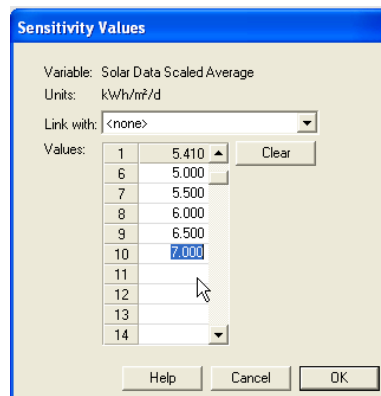 Sensitivity Values
Variable: Solar Data Scaled Average
Units: kWh/m²/d
Link with: <none>
Values: 1 5.410 Clear
6 5.000
7 5.500
8 6.000
9 6.500
10 7.000
11
12
13
14
Help Cancel OK